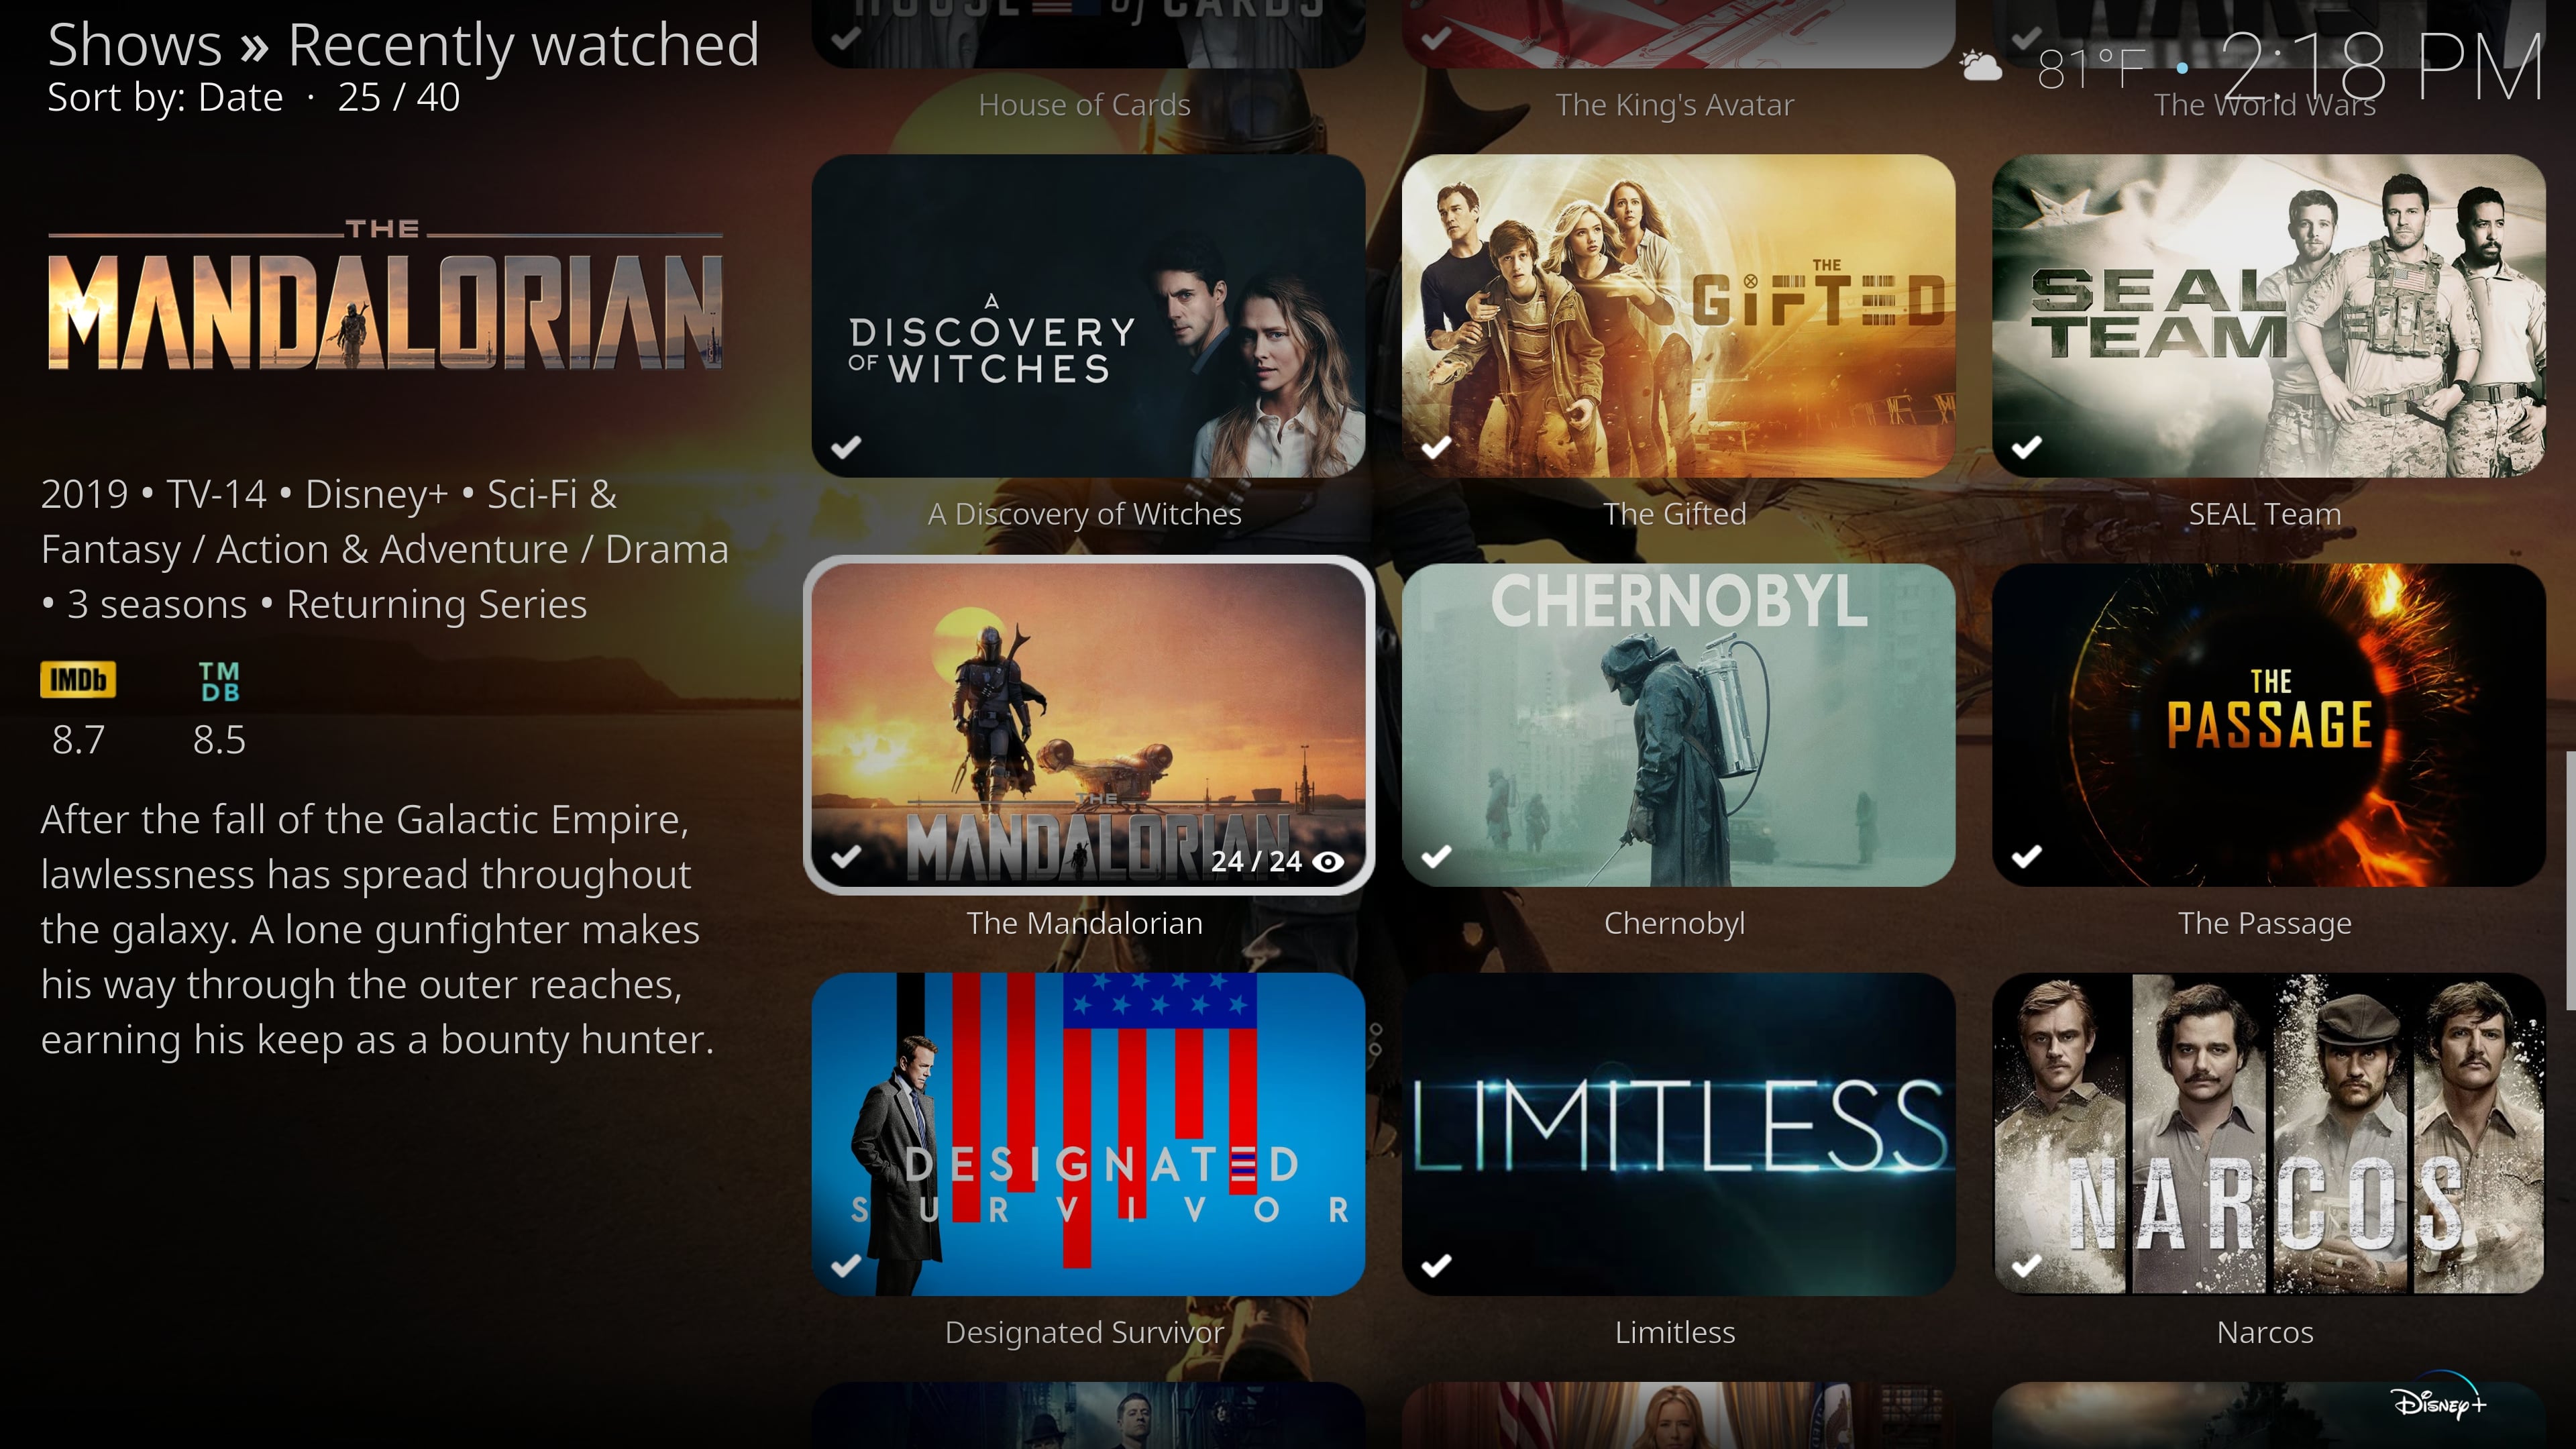 Shows » Recently watched
Sort by: Date · 25 / 40
81°F • 2:18 PM
HOUSE of CARDS
House of Cards
The King's Avatar
The World Wars
THE
MANDALORIAN
2019 • TV-14 • Disney+ • Sci-Fi &
Fantasy / Action & Adventure / Drama
• 3 seasons • Returning Series
IMDb
TM
DB
8.7
8.5
After the fall of the Galactic Empire,
lawlessness has spread throughout
the galaxy. A lone gunfighter makes
his way through the outer reaches,
earning his keep as a bounty hunter.
A
DISCOVERY
OF WITCHES
A Discovery of Witches
THE
GIFTED
The Gifted
SEAL
TEAM
SEAL Team
THE
MANDALORIAN
24 / 24
The Mandalorian
CHERNOBYL
Chernobyl
THE
PASSAGE
The Passage
DESIGNATED
SURVIVOR
Designated Survivor
LIMITLESS
Limitless
NARCOS
Narcos
Disney+